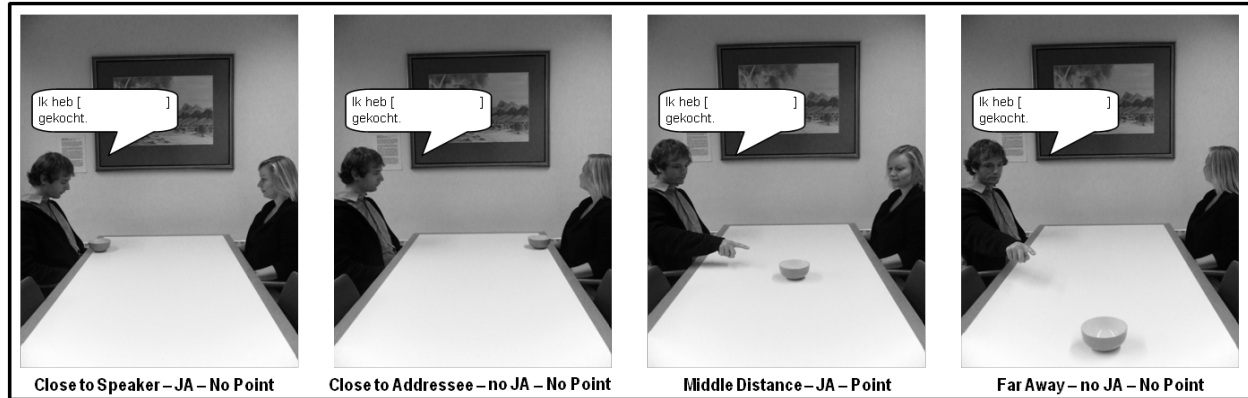 Ik heb [ ]
gekocht.
Ik heb [ ]
gekocht.
Ik heb [ ]
gekocht.
Ik heb [ ]
gekocht.
Close to Speaker – JA – No Point
Close to Addressee – no JA – No Point
Middle Distance – JA – Point
Far Away – no JA – No Point